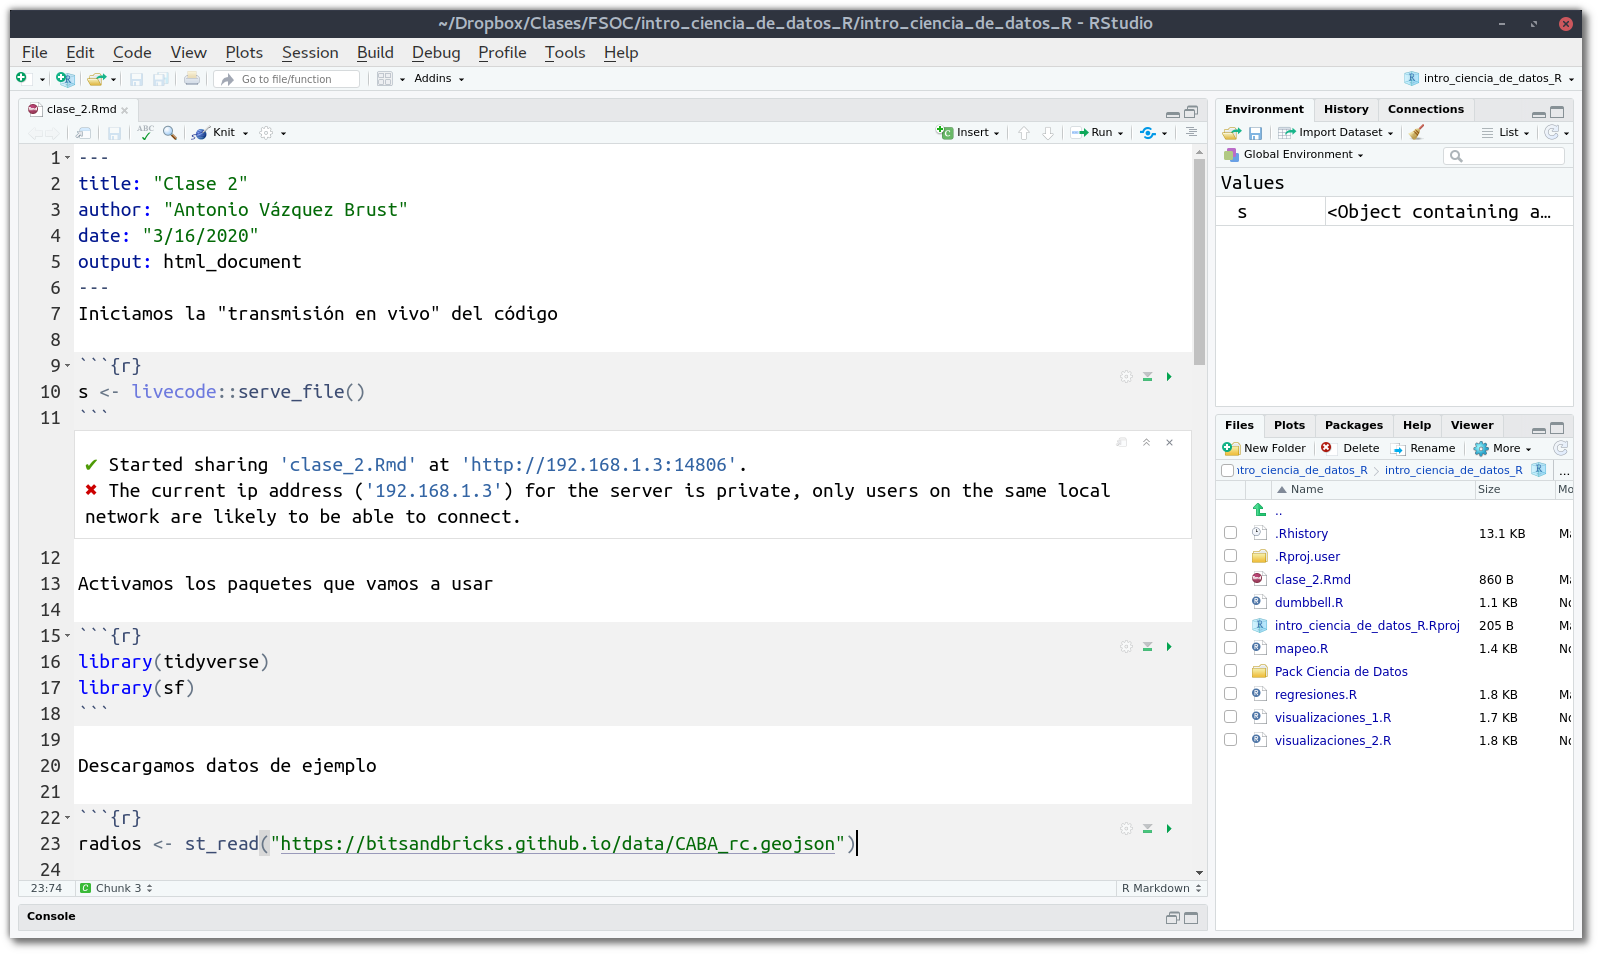 ~/Dropbox/Clases/FSOC/intro_ciencia_de_datos_R/intro_ciencia_de_datos_R - RStudio
File Edit Code View Plots Session Build Debug Profile Tools Help
Go to file/function Addins intro_ciencia_de_datos_R
clase_2.Rmd
ABC Knit Insert Run
1 ---
2 title: "Clase 2"
3 author: "Antonio Vázquez Brust"
4 date: "3/16/2020"
5 output: html_document
6 ---
7 Iniciamos la "transmisión en vivo" del código
8
9 ```{r}
10 s <- livecode::serve_file()
11 ```
✔ Started sharing 'clase_2.Rmd' at 'http://192.168.1.3:14806'.
✖ The current ip address ('192.168.1.3') for the server is private, only users on the same local
network are likely to be able to connect.
12
13 Activamos los paquetes que vamos a usar
14
15 ```{r}
16 library(tidyverse)
17 library(sf)
18 ```
19
20 Descargamos datos de ejemplo
21
22 ```{r}
23 radios <- st_read("https://bitsandbricks.github.io/data/CABA_rc.geojson")
24
23:74 Chunk 3 R Markdown
Console
Environment History Connections
Import Dataset List
Global Environment
Values
s <Object containing a…
Files Plots Packages Help Viewer
New Folder Delete Rename More
ntro_ciencia_de_datos_R intro_ciencia_de_datos_R ...
Name Size Mo
..
.Rhistory 13.1 KB Ma
.Rproj.user
clase_2.Rmd 860 B Ma
dumbbell.R 1.1 KB No
intro_ciencia_de_datos_R.Rproj 205 B Ma
mapeo.R 1.4 KB No
Pack Ciencia de Datos
regresiones.R 1.8 KB Ma
visualizaciones_1.R 1.7 KB No
visualizaciones_2.R 1.8 KB No